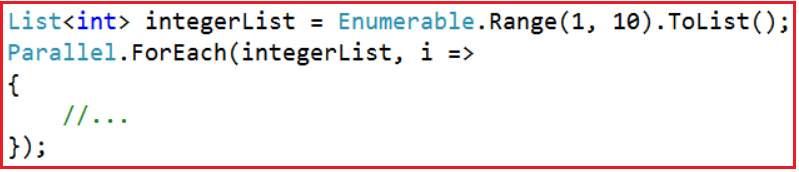 List<int> integerList = Enumerable.Range(1, 10).ToList();
Parallel.ForEach(integerList, i =>
{
    //...
});